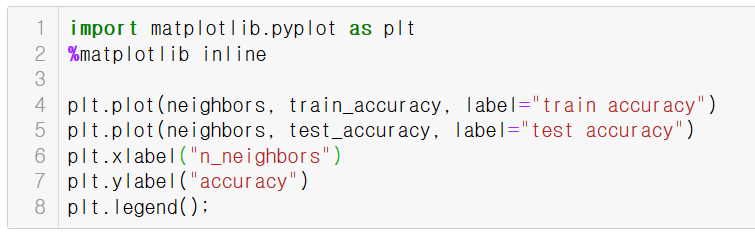 1 import matplotlib.pyplot as plt
2 %matplotlib inline
3
4 plt.plot(neighbors, train_accuracy, label="train accuracy")
5 plt.plot(neighbors, test_accuracy, label="test accuracy")
6 plt.xlabel("n_neighbors")
7 plt.ylabel("accuracy")
8 plt.legend();